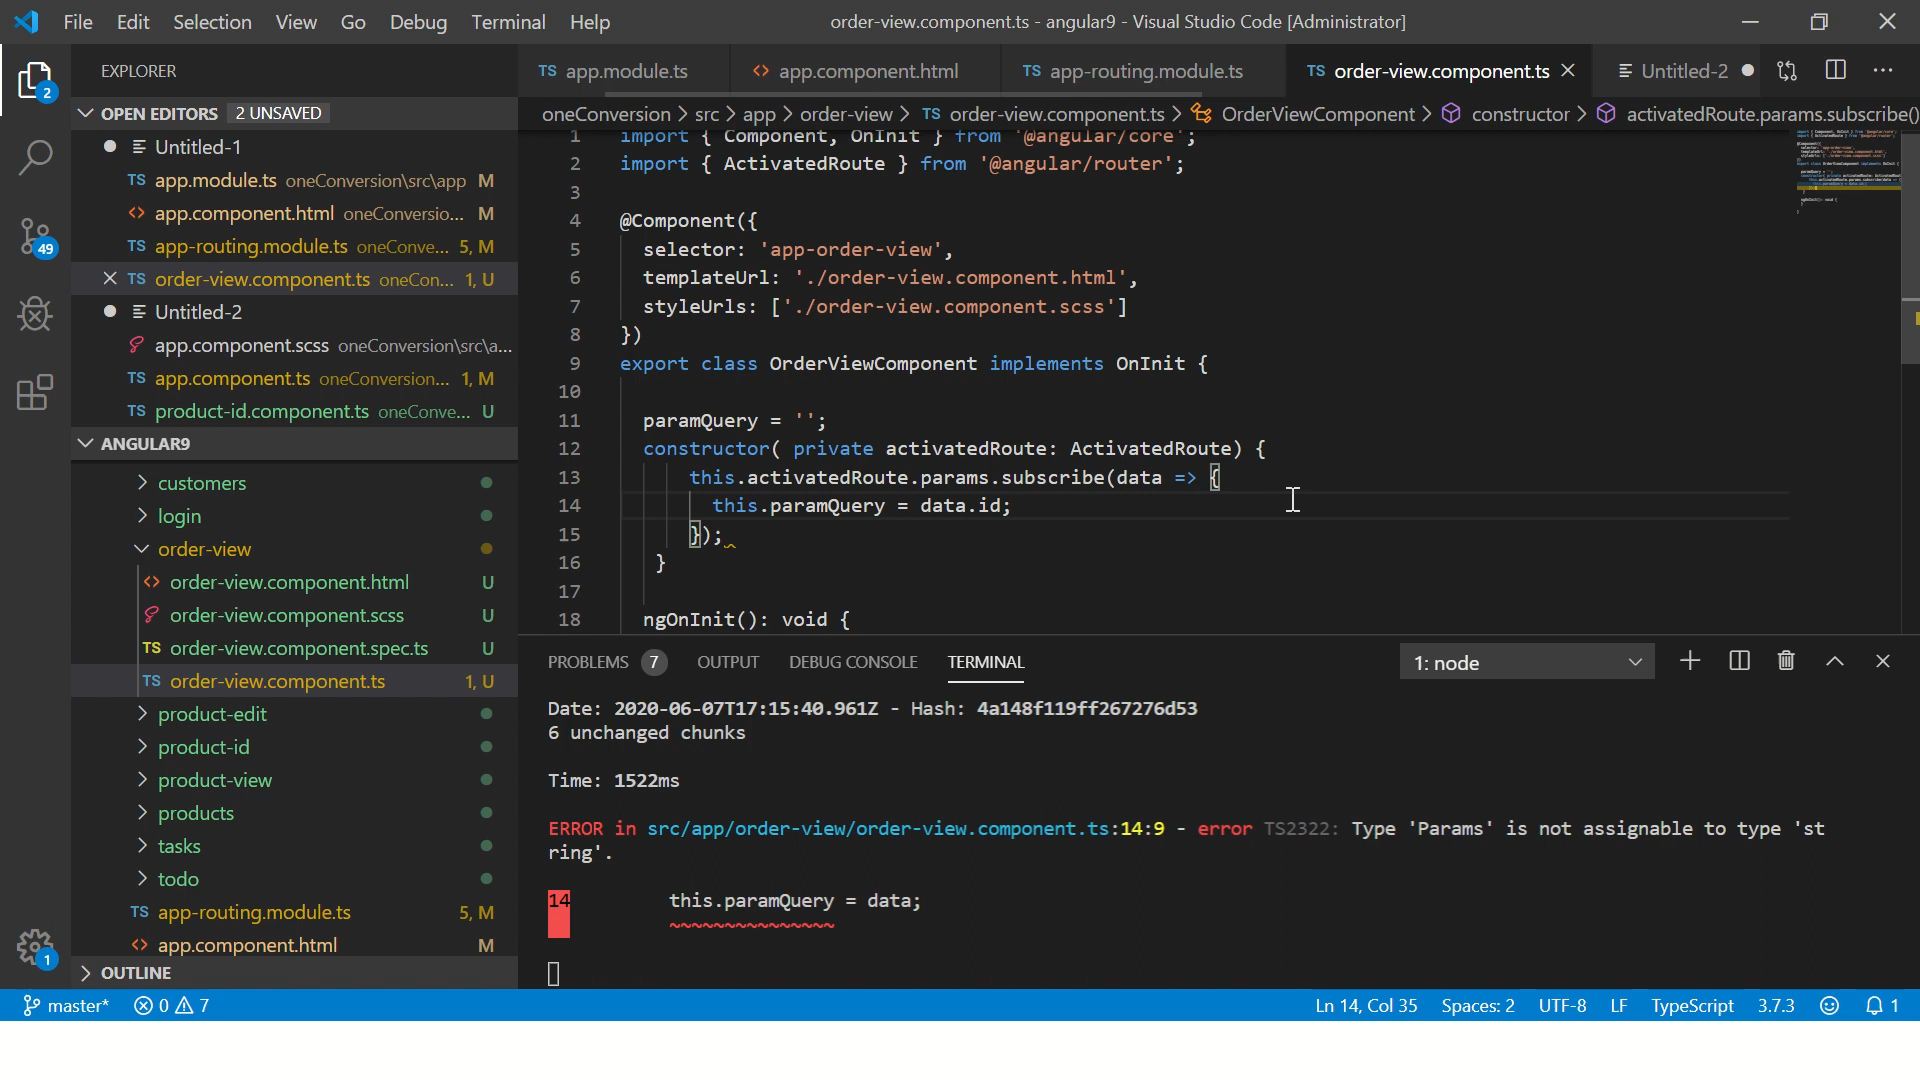 File Edit Selection View Go Debug Terminal Help
order-view.component.ts - angular9 - Visual Studio Code [Administrator]
2
49
1
EXPLORER
OPEN EDITORS 2 UNSAVED
Untitled-1
TS app.module.ts oneConversion\src\app M
<> app.component.html oneConversio... M
TS app-routing.module.ts oneConve... 5, M
TS order-view.component.ts oneCon... 1, U
Untitled-2
app.component.scss oneConversion\src\a...
TS app.component.ts oneConversion... 1, M
TS product-id.component.ts oneConve... U
ANGULAR9
customers
login
order-view
<> order-view.component.html U
order-view.component.scss U
TS order-view.component.spec.ts U
TS order-view.component.ts 1, U
product-edit
product-id
product-view
products
tasks
todo
TS app-routing.module.ts 5, M
<> app.component.html M
OUTLINE
TS app.module.ts <> app.component.html TS app-routing.module.ts TS order-view.component.ts Untitled-2
oneConversion > src > app > order-view > TS order-view.component.ts > OrderViewComponent > constructor > activatedRoute.params.subscribe()
1 import { Component, OnInit } from '@angular/core';
2 import { ActivatedRoute } from '@angular/router';
3
4 @Component({
5 selector: 'app-order-view',
6 templateUrl: './order-view.component.html',
7 styleUrls: ['./order-view.component.scss']
8 })
9 export class OrderViewComponent implements OnInit {
10
11 paramQuery = '';
12 constructor( private activatedRoute: ActivatedRoute) {
13 this.activatedRoute.params.subscribe(data => {
14 this.paramQuery = data.id;
15 });
16 }
17
18 ngOnInit(): void {
PROBLEMS 7 OUTPUT DEBUG CONSOLE TERMINAL 1: node
Date: 2020-06-07T17:15:40.961Z - Hash: 4a148f119ff267276d53
6 unchanged chunks
Time: 1522ms
ERROR in src/app/order-view/order-view.component.ts:14:9 - error TS2322: Type 'Params' is not assignable to type 'st
ring'.
14 this.paramQuery = data;
~~~~~~~~~~~~~~~
master* 0 7 Ln 14, Col 35 Spaces: 2 UTF-8 LF TypeScript 3.7.3 1